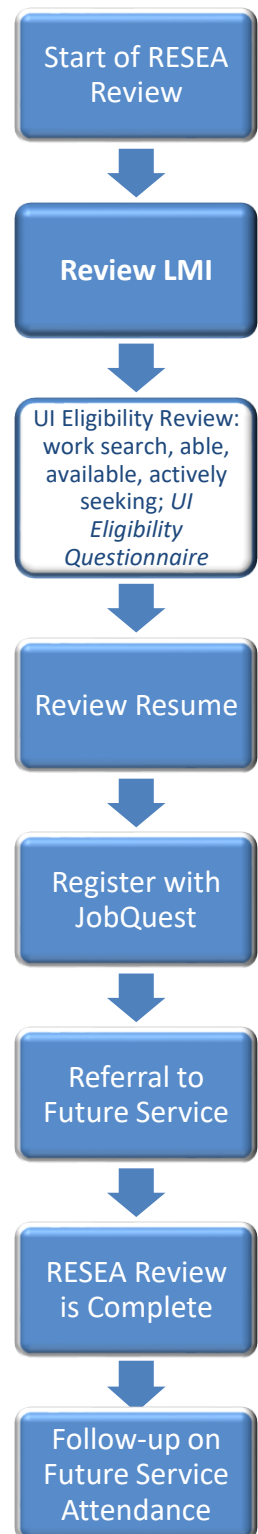 Start of RESEA
Review
Review LMI
UI Eligibility Review:
work search, able,
available, actively
seeking; UI
Eligibility
Questionnaire
Review Resume
Register with
JobQuest
Referral to
Future Service
RESEA Review
is Complete
Follow-up on
Future Service
Attendance